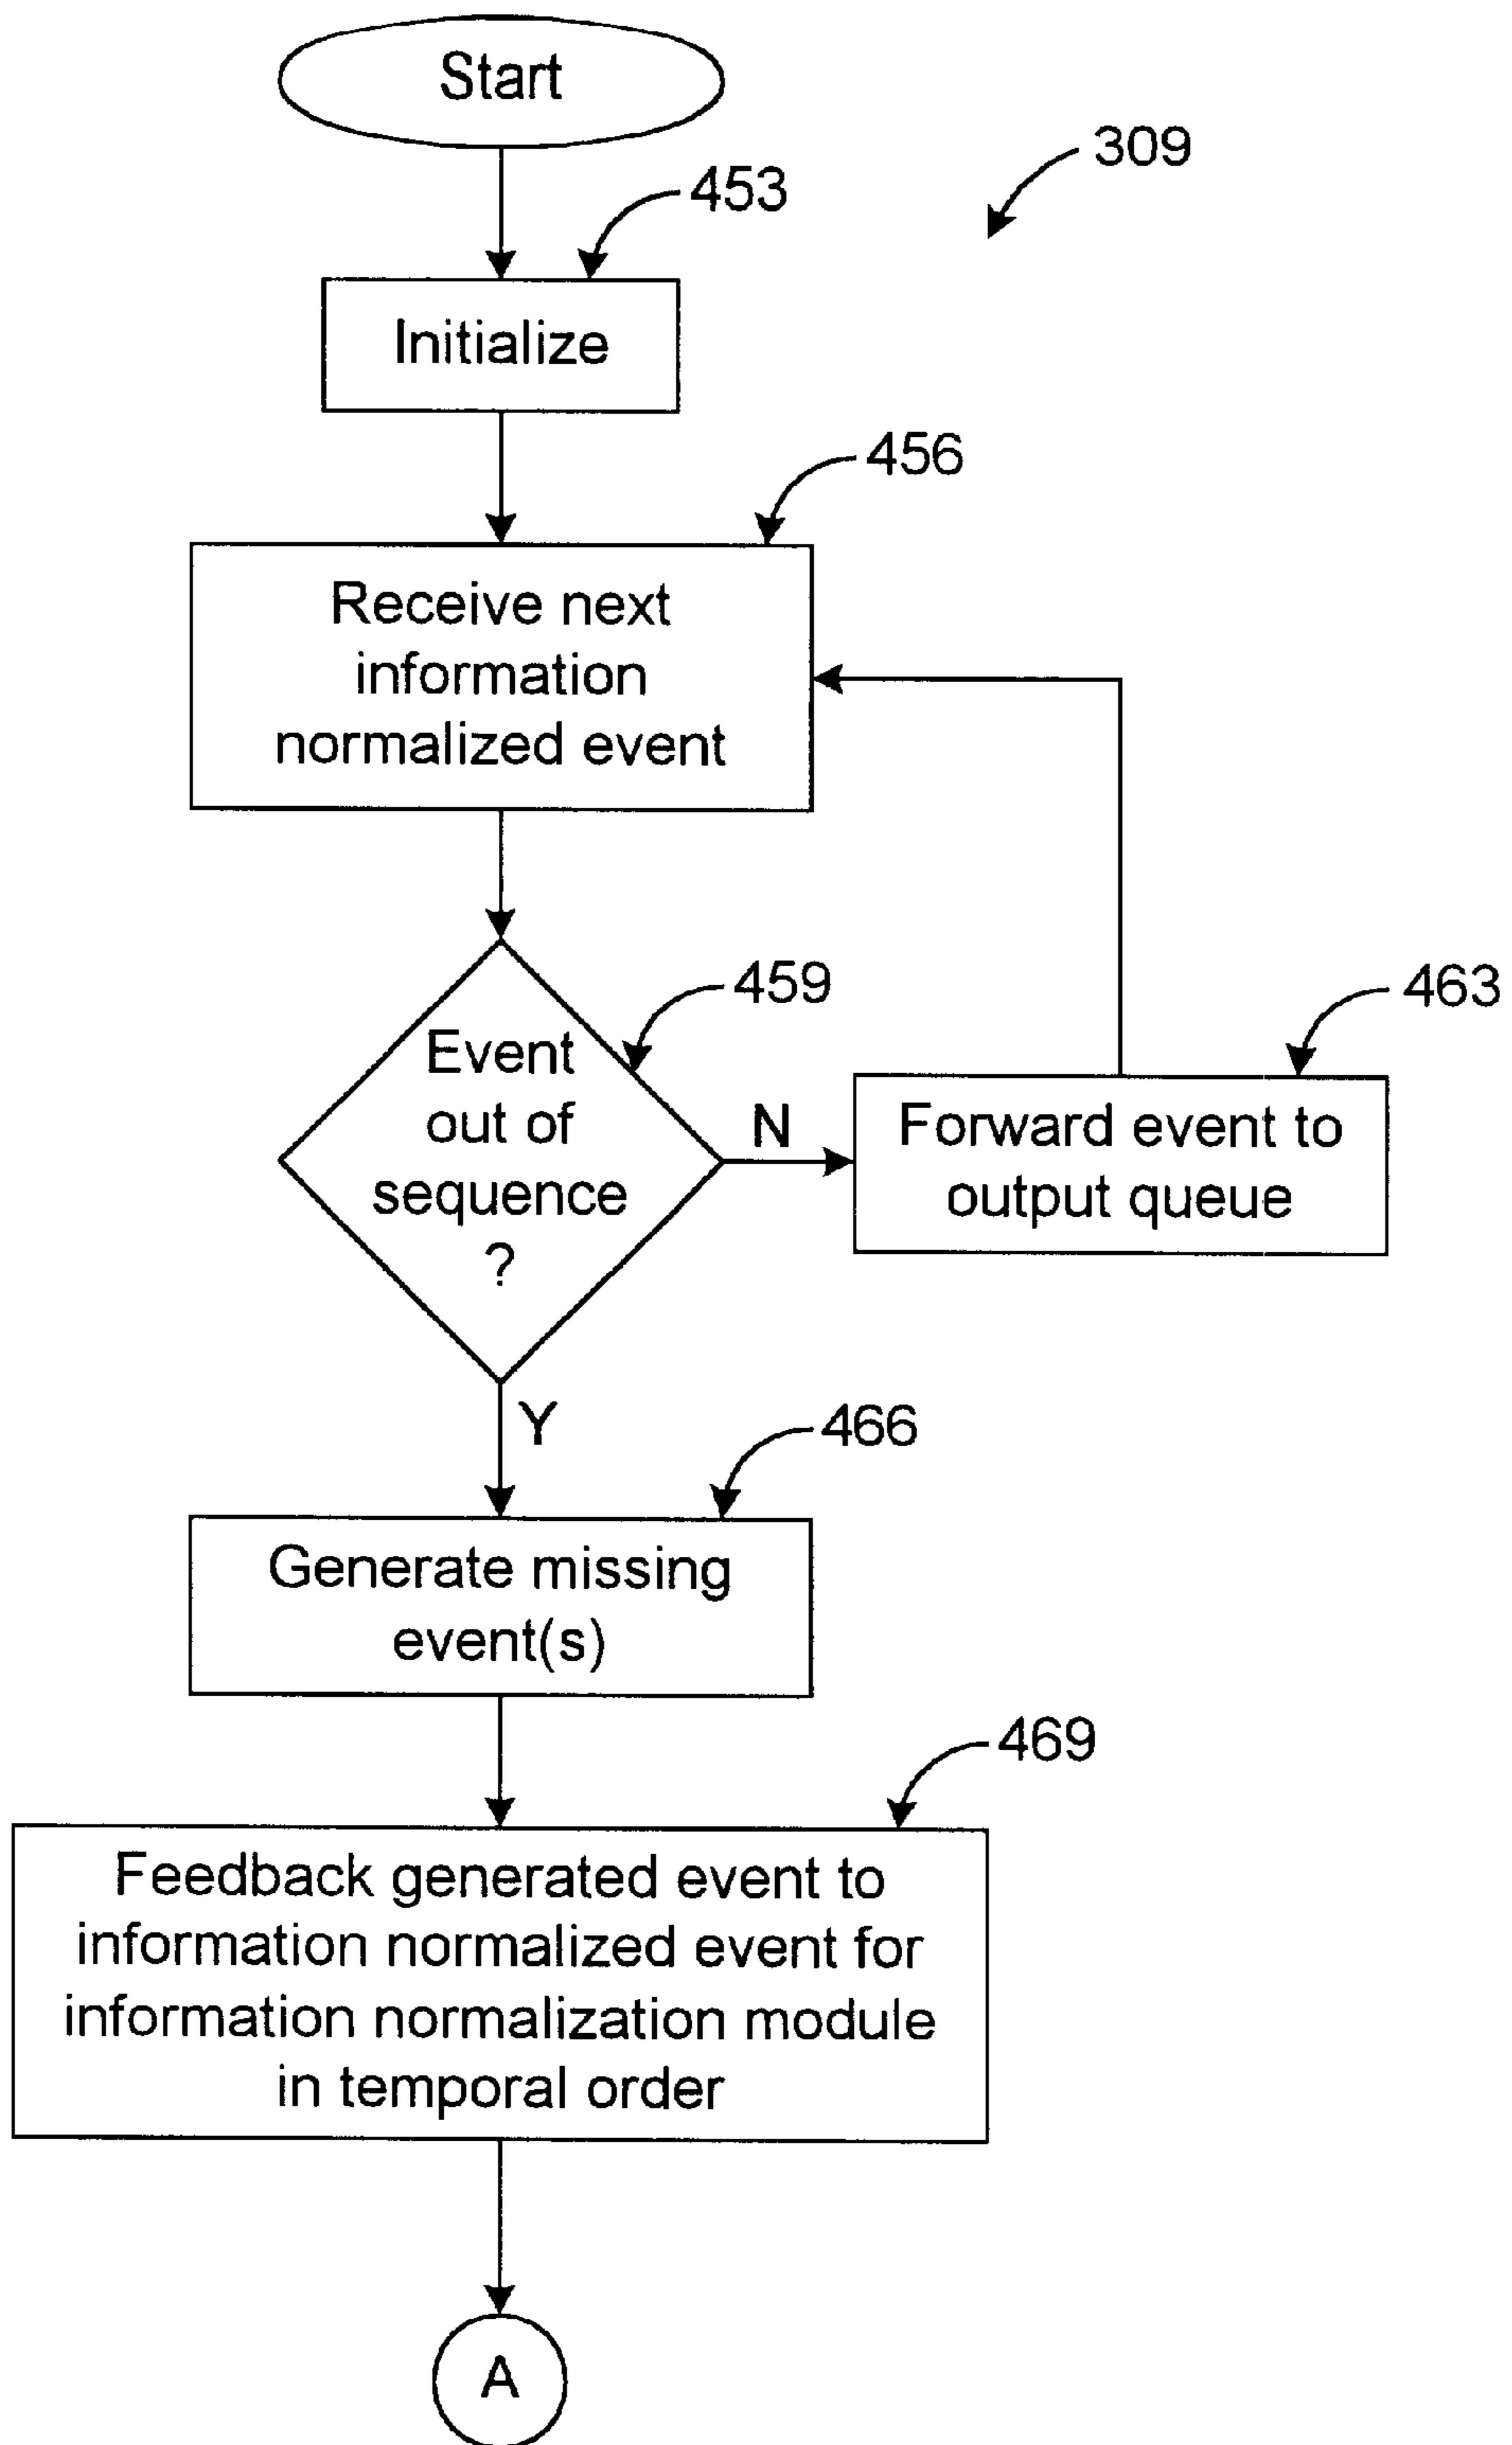 Start
309
453
Initialize
456
Receive next
information
normalized event
459
463
Event
out of
sequence
?
N
Forward event to
output queue
Y
466
Generate missing
event(s)
469
Feedback generated event to
information normalized event for
information normalization module
in temporal order
A